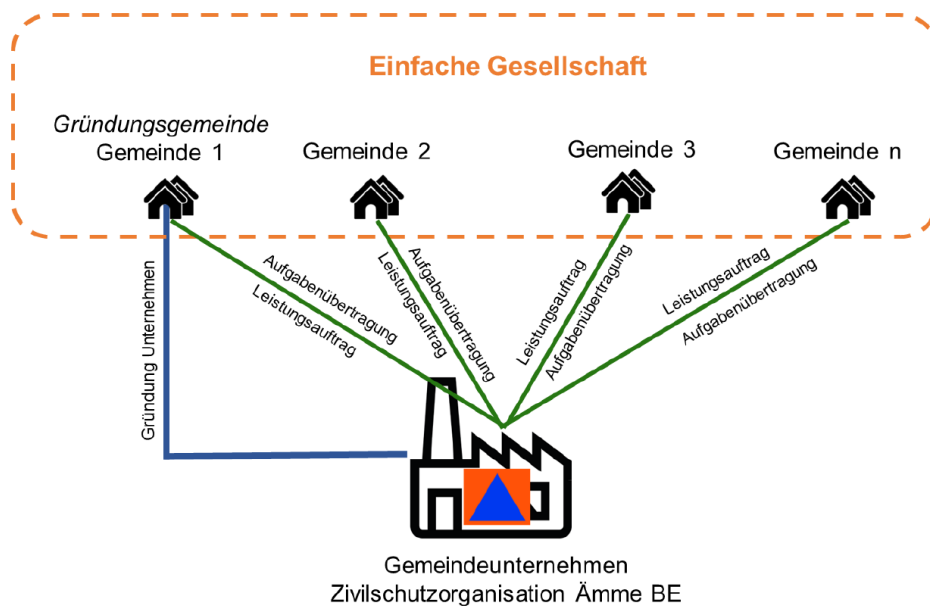 Einfache Gesellschaft
Gründungsgemeinde
Gemeinde 1
Gemeinde 2
Gemeinde 3
Gemeinde n
Gründung Unternehmen
Aufgabenübertragung
Leistungsauftrag
Aufgabenübertragung
Leistungsauftrag
Leistungsauftrag
Aufgabenübertragung
Leistungsauftrag
Aufgabenübertragung
Gemeindeunternehmen
Zivilschutzorganisation Ämme BE